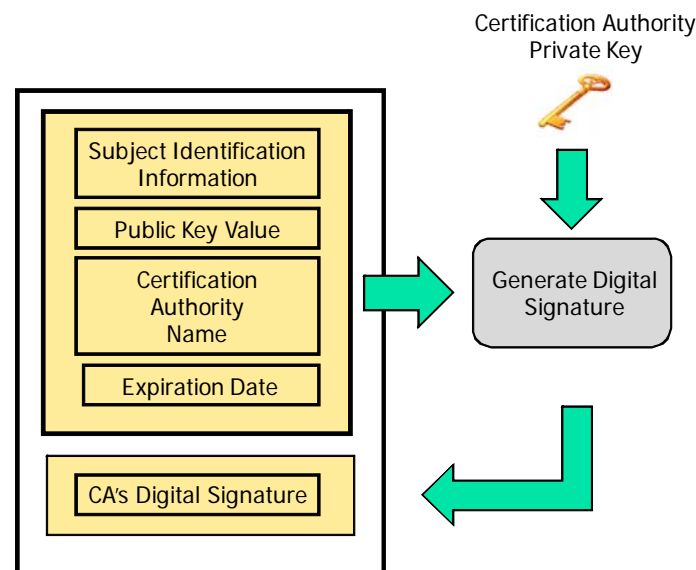 Certification Authority
Private Key
Subject Identification
Information
Public Key Value
Certification
Authority
Name
Expiration Date
Generate Digital
Signature
CA's Digital Signature